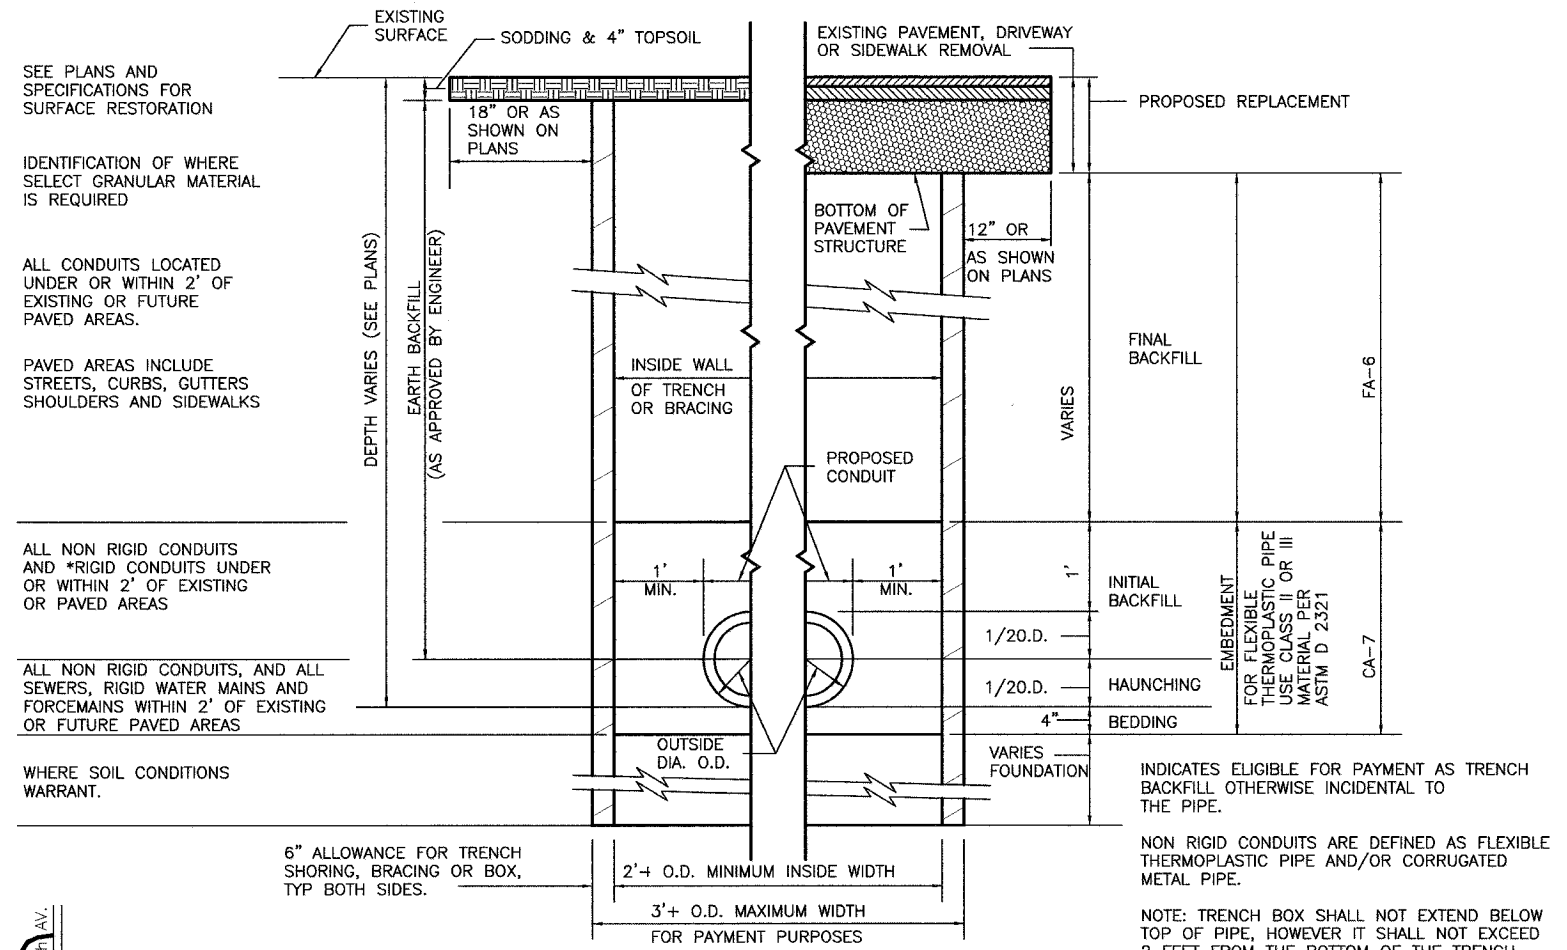 EXISTING
SURFACE
SODDING & 4" TOPSOIL
EXISTING PAVEMENT, DRIVEWAY
OR SIDEWALK REMOVAL
SEE PLANS AND
SPECIFICATIONS FOR
SURFACE RESTORATION
18" OR AS
SHOWN ON
PLANS
PROPOSED REPLACEMENT
IDENTIFICATION OF WHERE
SELECT GRANULAR MATERIAL
IS REQUIRED
BOTTOM OF
PAVEMENT
STRUCTURE
12" OR
AS SHOWN
ON PLANS
ALL CONDUITS LOCATED
UNDER OR WITHIN 2' OF
EXISTING OR FUTURE
PAVED AREAS.
DEPTH VARIES (SEE PLANS)
EARTH BACKFILL
(AS APPROVED BY ENGINEER)
PAVED AREAS INCLUDE
STREETS, CURBS, GUTTERS
SHOULDERS AND SIDEWALKS
INSIDE WALL
OF TRENCH
OR BRACING
VARIES
FINAL
BACKFILL
FA-6
PROPOSED
CONDUIT
ALL NON RIGID CONDUITS
AND *RIGID CONDUITS UNDER
OR WITHIN 2' OF EXISTING
OR PAVED AREAS
1'
MIN.
1'
MIN.
1'
INITIAL
BACKFILL
EMBEDMENT
FOR FLEXIBLE
THERMOPLASTIC PIPE
USE CLASS II OR III
MATERIAL PER
ASTM D 2321
CA-7
1/2O.D.
ALL NON RIGID CONDUITS, AND ALL
SEWERS, RIGID WATER MAINS AND
FORCEMAINS WITHIN 2' OF EXISTING
OR FUTURE PAVED AREAS
1/2O.D.
HAUNCHING
4"
BEDDING
OUTSIDE
DIA. O.D.
VARIES
FOUNDATION
WHERE SOIL CONDITIONS
WARRANT.
INDICATES ELIGIBLE FOR PAYMENT AS TRENCH
BACKFILL OTHERWISE INCIDENTAL TO
THE PIPE.
6" ALLOWANCE FOR TRENCH
SHORING, BRACING OR BOX,
TYP BOTH SIDES.
2'+ O.D. MINIMUM INSIDE WIDTH
3'+ O.D. MAXIMUM WIDTH
FOR PAYMENT PURPOSES
NON RIGID CONDUITS ARE DEFINED AS FLEXIBLE
THERMOPLASTIC PIPE AND/OR CORRUGATED
METAL PIPE.
NOTE: TRENCH BOX SHALL NOT EXTEND BELOW
TOP OF PIPE, HOWEVER IT SHALL NOT EXCEED
2 FEET FROM THE BOTTOM OF THE TRENCH
AV.